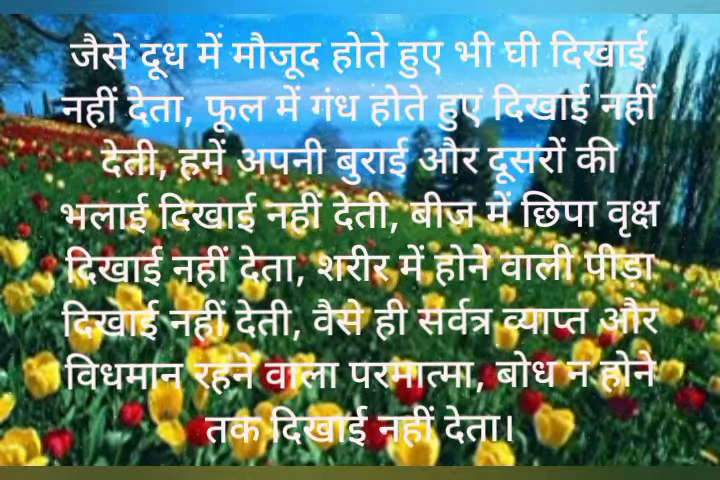 जैसे दूध में मौजूद होते हुए भी घी दिखाई
नहीं देता, फूल में गंध होते हुए दिखाई नहीं
देती, हमें अपनी बुराई और दूसरों की
भलाई दिखाई नहीं देती, बीज में छिपा वृक्ष
दिखाई नहीं देता, शरीर में होने वाली पीड़ा
दिखाई नहीं देती, वैसे ही सर्वत्र व्याप्त और
विधमान रहने वाला परमात्मा, बोध न होने
तक दिखाई नहीं देता।